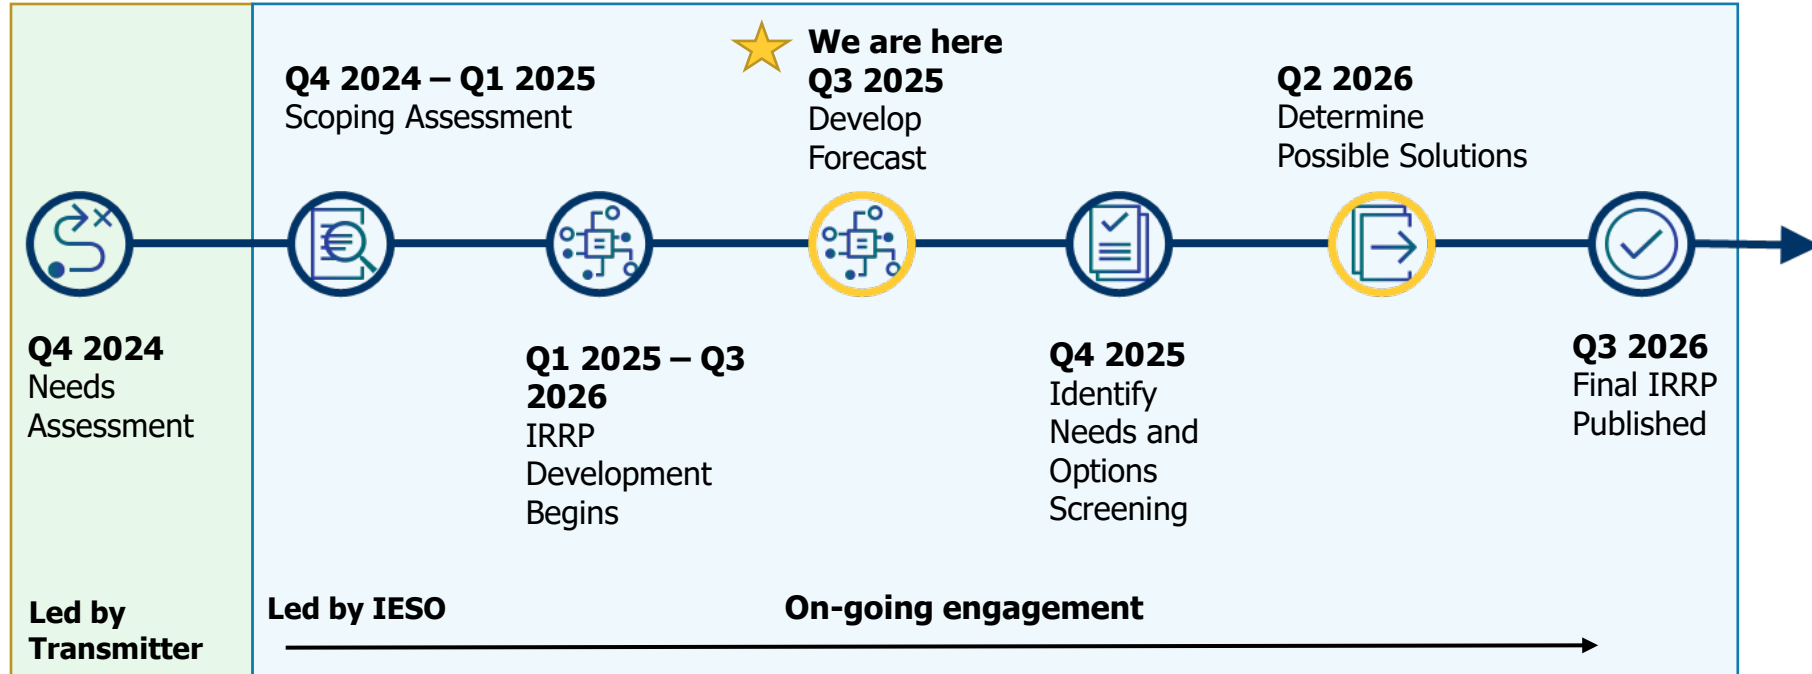 Q4 2024
Needs
Assessment
Led by
Transmitter
Q4 2024 – Q1 2025
Scoping Assessment
Q1 2025 – Q3
2026
IRRP
Development
Begins
We are here
Q3 2025
Develop
Forecast
Q4 2025
Identify
Needs and
Options
Screening
Q2 2026
Determine
Possible Solutions
Q3 2026
Final IRRP
Published
Led by IESO
On-going engagement